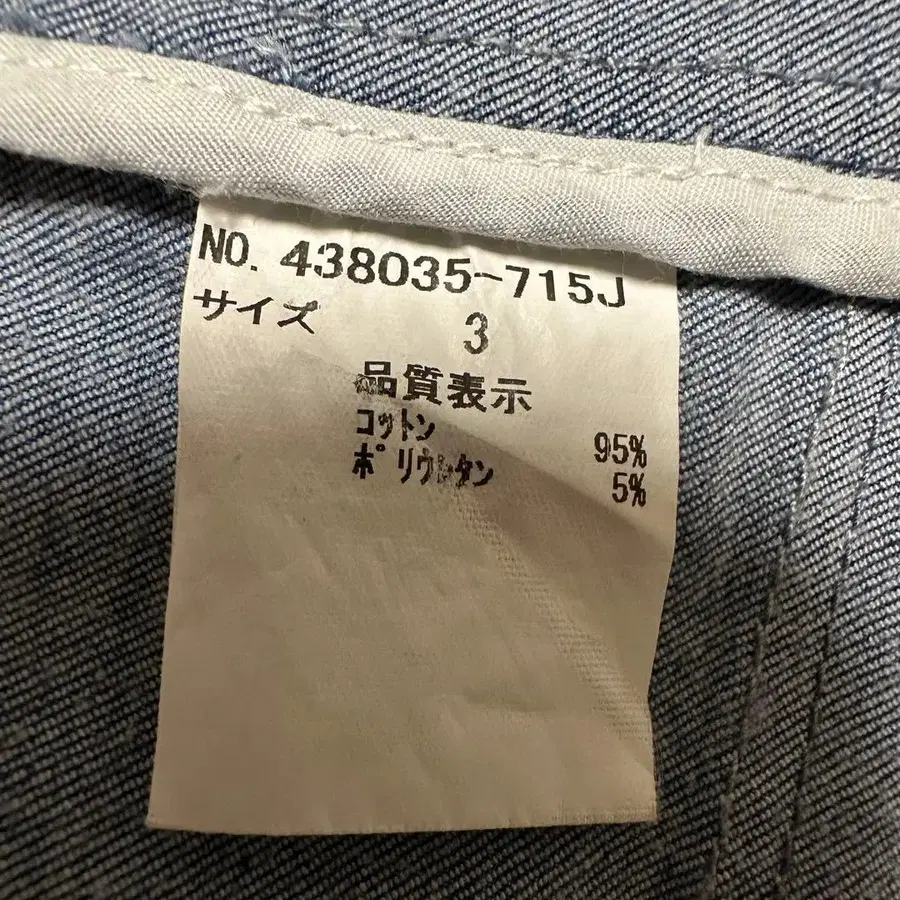 NO. 438035-715J
サイズ 3
品質表示
コットン 95%
ポリウレタン 5%